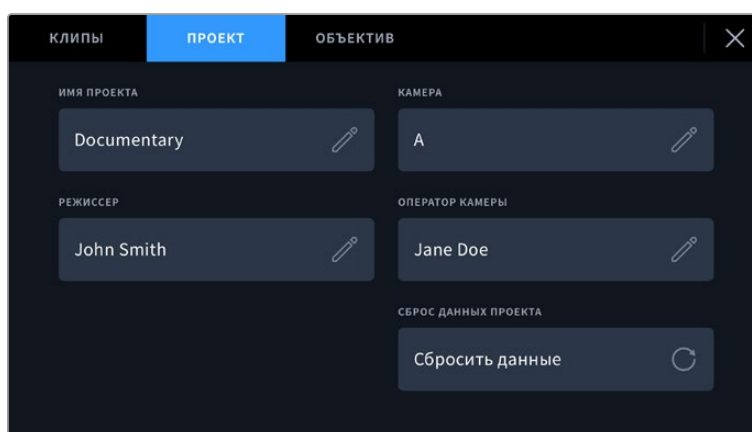 КЛИПЫ ПРОЕКТ ОБЪЕКТИВ
ИМЯ ПРОЕКТА КАМЕРА
Documentary A
РЕЖИССЕР ОПЕРАТОР КАМЕРЫ
John Smith Jane Doe
СБРОС ДАННЫХ ПРОЕКТА
Сбросить данные